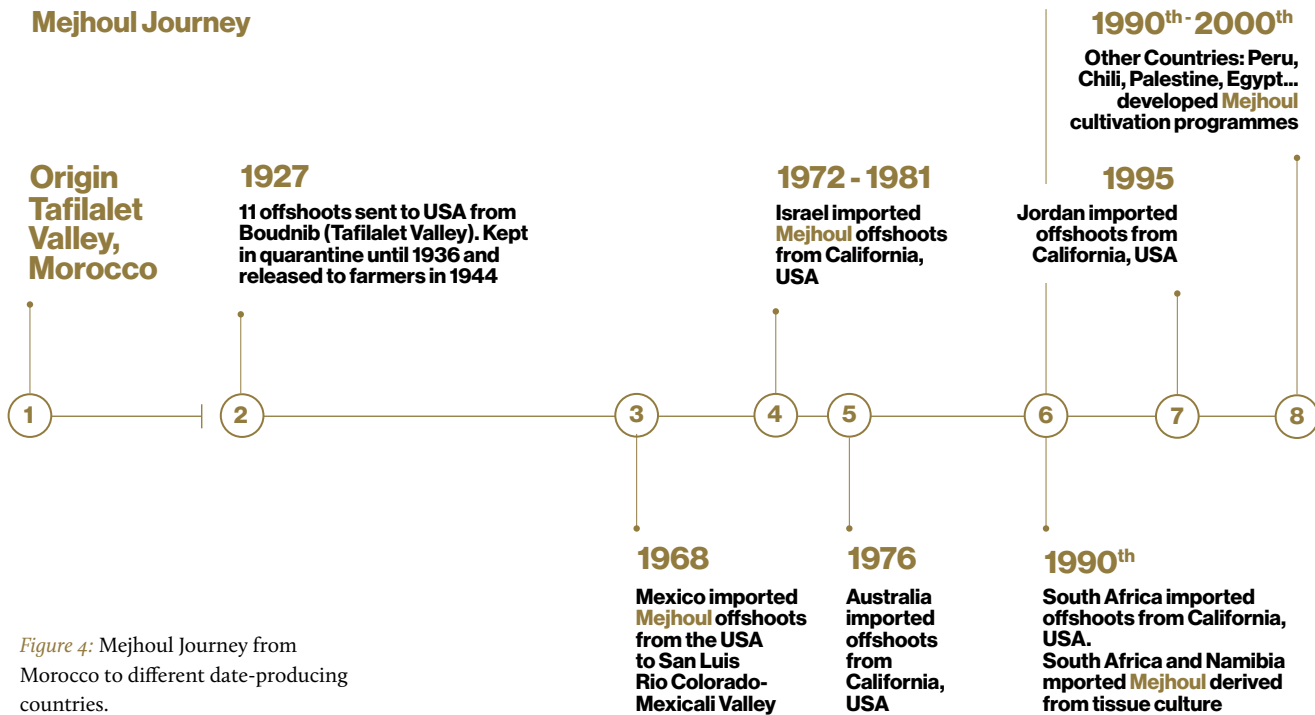 Mejhoul Journey
Origin
Tafilalet
Valley,
Morocco
1927
11 offshoots sent to USA from
Boudnib (Tafilalet Valley). Kept
in quarantine until 1936 and
released to farmers in 1944
1972 - 1981
Israel imported
Mejhoul offshoots
from California,
USA
1995
Jordan imported
offshoots from
California, USA
1990th - 2000th
Other Countries: Peru,
Chili, Palestine, Egypt...
developed Mejhoul
cultivation programmes
1
2
3
4
5
6
7
8
1968
Mexico imported
Mejhoul offshoots
from the USA
to San Luis
Rio Colorado-
Mexicali Valley
1976
Australia
imported
offshoots
from
California,
USA
1990th
South Africa imported
offshoots from California,
USA.
South Africa and Namibia
mported Mejhoul derived
from tissue culture
Figure 4: Mejhoul Journey from
Morocco to different date-producing
countries.